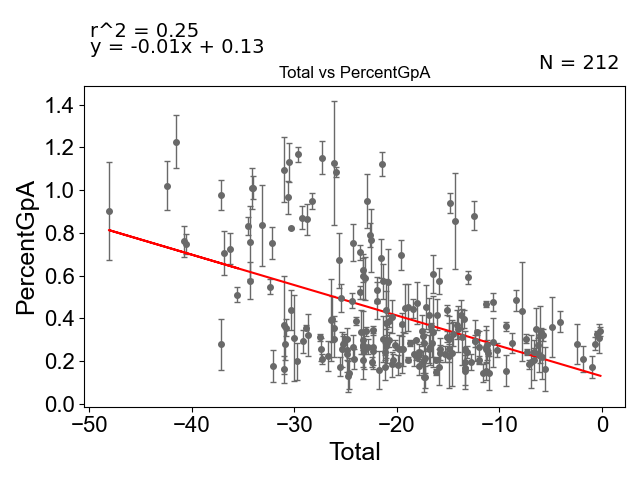 r^2 = 0.25
y = -0.01x + 0.13
N = 212
Total vs PercentGpA
PercentGpA
1.4
1.2
1.0
0.8
0.6
0.4
0.2
0.0
−50 −40 −30 −20 −10 0
Total